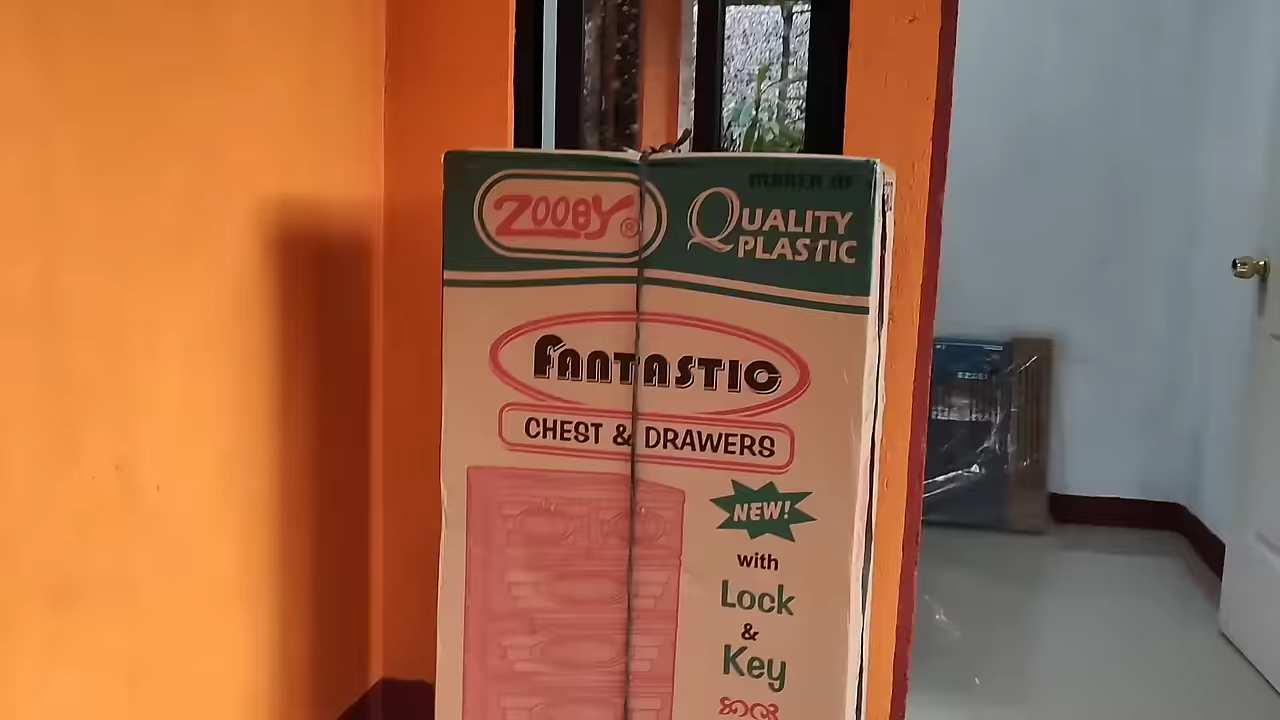 ZOOBY®
MAKER OF
QUALITY
PLASTIC
FANTASTIC
CHEST & DRAWERS
NEW!
with
Lock
&
Key